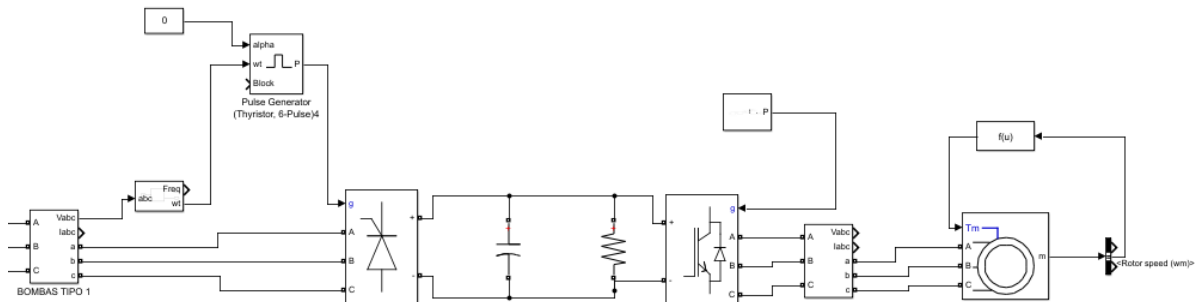 0
alpha
wt
P
Block
Pulse Generator
(Thyristor, 6-Pulse)4
P
f(u)
Freq
abc
wt
A
B
C
Vabc
Iabc
a
b
c
BOMBAS TIPO 1
g
A
B
C
+
-
+
-
g
A
B
C
A
B
C
Vabc
Iabc
a
b
c
Tm
A
B
C
m
<Rotor speed (wm)>